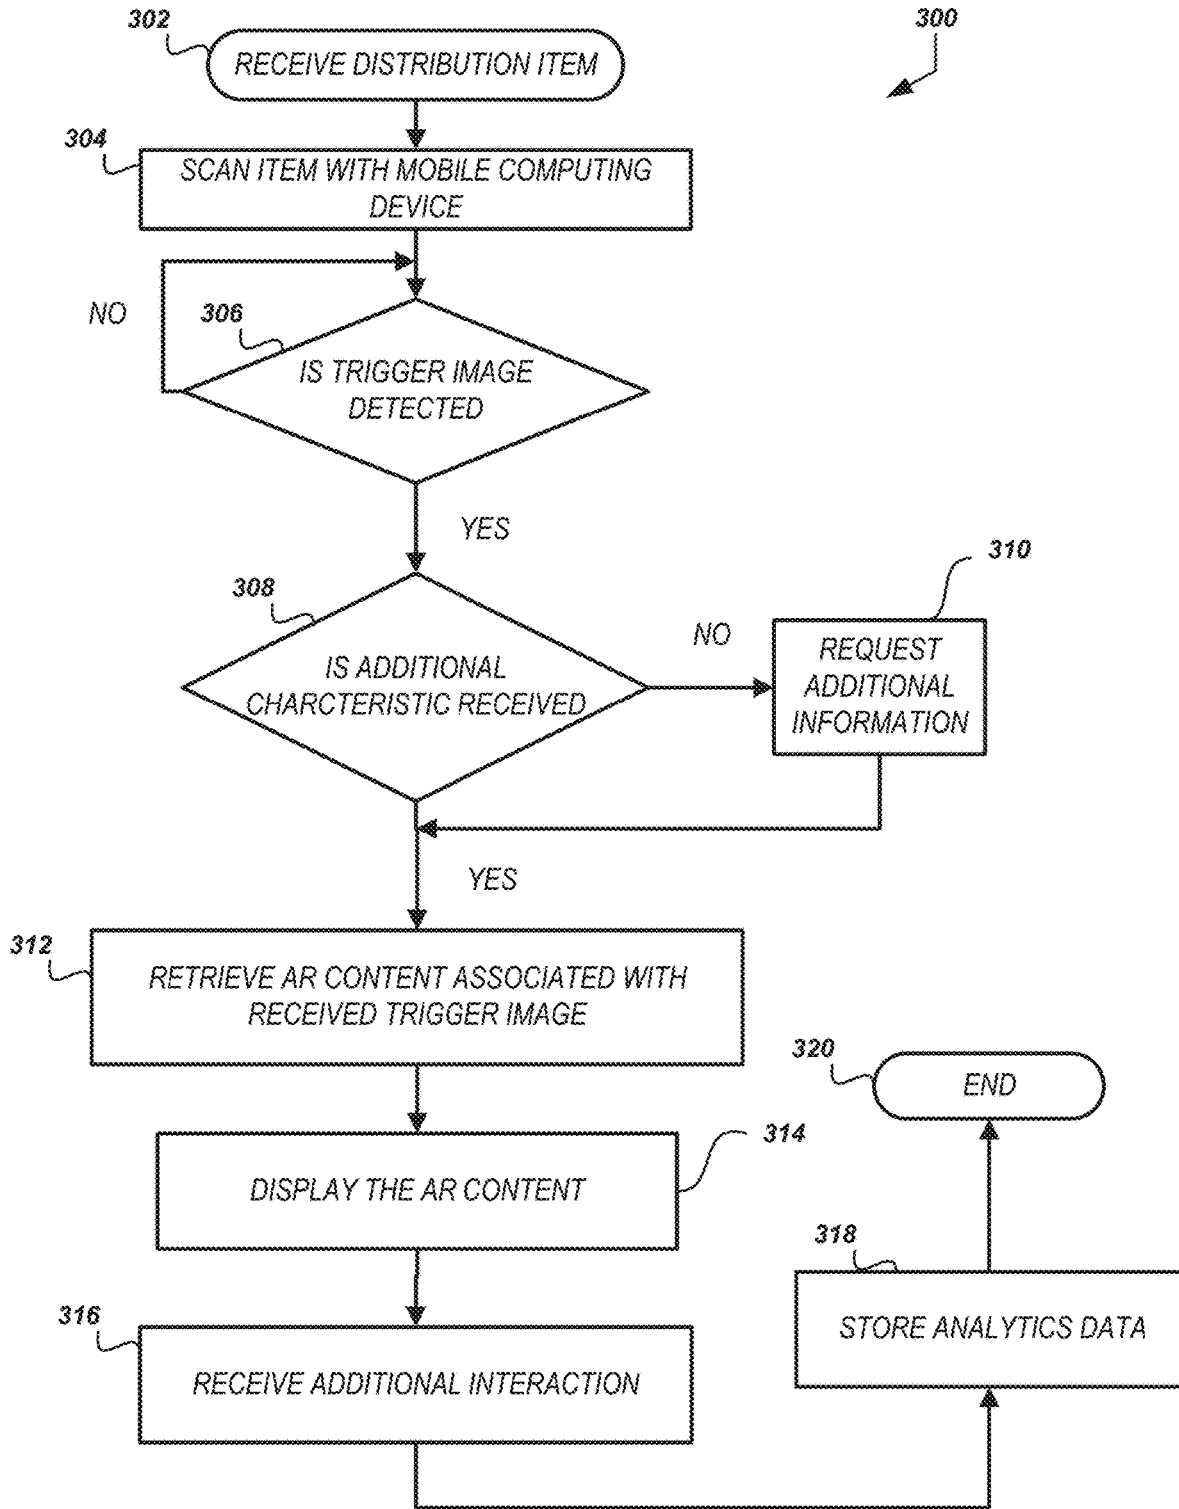 302
300
RECEIVE DISTRIBUTION ITEM
304
SCAN ITEM WITH MOBILE COMPUTING
DEVICE
NO
306
IS TRIGGER IMAGE
DETECTED
YES
308
310
NO
IS ADDITIONAL
CHARCTERISTIC RECEIVED
REQUEST
ADDITIONAL
INFORMATION
YES
312
RETRIEVE AR CONTENT ASSOCIATED WITH
RECEIVED TRIGGER IMAGE
320
END
314
DISPLAY THE AR CONTENT
318
STORE ANALYTICS DATA
316
RECEIVE ADDITIONAL INTERACTION